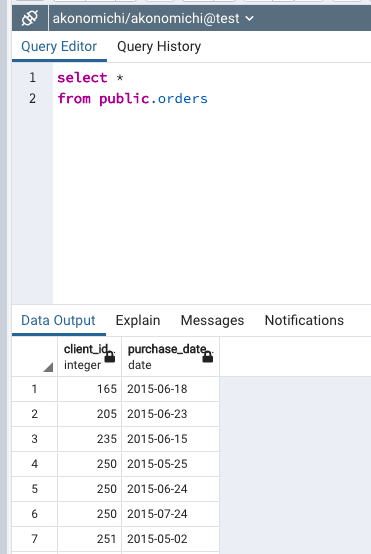 akonomichi/akonomichi@test
Query Editor Query History
1 select *
2 from public.orders
Data Output Explain Messages Notifications
client_id.. purchase_date..
integer date
1 165 2015-06-18
2 205 2015-06-23
3 235 2015-06-15
4 250 2015-05-25
5 250 2015-06-24
6 250 2015-07-24
7 251 2015-05-02